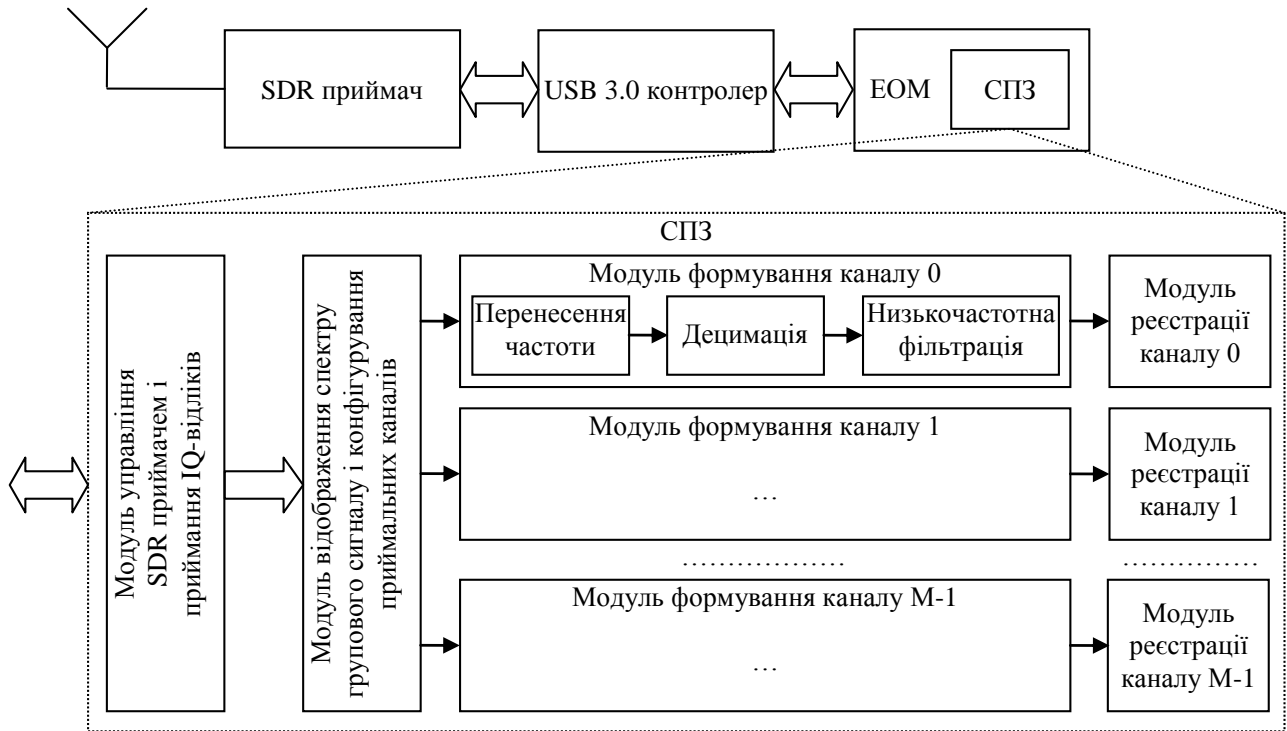 SDR приймач
USB 3.0 контролер
ЕОМ
СПЗ
СПЗ
Модуль управління
SDR приймачем і
приймання IQ-відліків
Модуль відображення спектру
групового сигналу і конфігурування
приймальних каналів
Модуль формування каналу 0
Перенесення
частоти
Децимація
Низькочастотна
фільтрація
Модуль
реєстрації
каналу 0
Модуль формування каналу 1
…
Модуль
реєстрації
каналу 1
………………
……………
Модуль формування каналу M-1
…
Модуль
реєстрації
каналу M-1